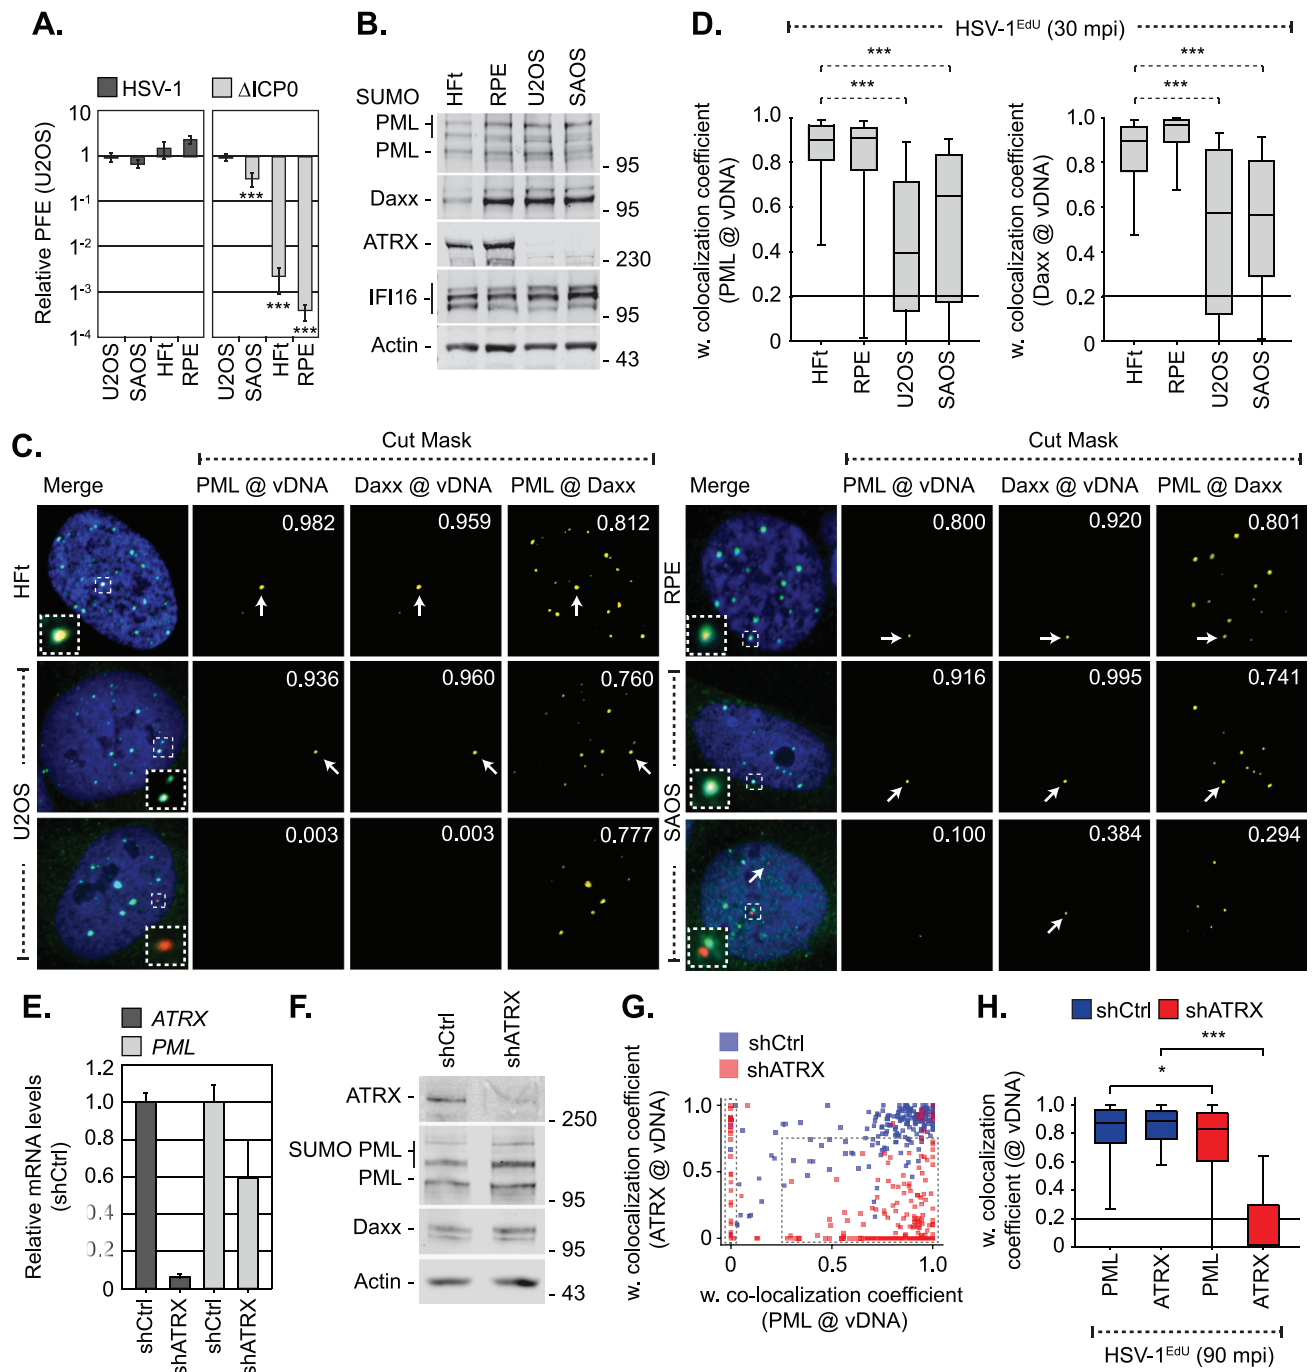 A.
HSV-1
ΔICP0
Relative PFE (U2OS)
10
1
1⁻¹
1⁻²
1⁻³
1⁻⁴
***
***
***
U2OS
SAOS
HFt
RPE
U2OS
SAOS
HFt
RPE
B.
HFt
RPE
U2OS
SAOS
SUMO
PML
PML -
- 95
Daxx -
- 95
ATRX -
- 230
IFI16
- 95
Actin -
- 43
D.
HSV-1ᴱᵈᵁ (30 mpi)
***
***
w. colocalization coefficient
(PML @ vDNA)
1.0
0.8
0.6
0.4
0.2
0
HFt
RPE
U2OS
SAOS
***
***
w. colocalization coefficient
(Daxx @ vDNA)
1.0
0.8
0.6
0.4
0.2
0
HFt
RPE
U2OS
SAOS
C.
Cut Mask
Merge
PML @ vDNA
Daxx @ vDNA
PML @ Daxx
HFt
0.982
0.959
0.812
U2OS
0.936
0.960
0.760
0.003
0.003
0.777
Cut Mask
Merge
PML @ vDNA
Daxx @ vDNA
PML @ Daxx
RPE
0.800
0.920
0.801
SAOS
0.916
0.995
0.741
0.100
0.384
0.294
E.
ATRX
PML
Relative mRNA levels
(shCtrl)
1.2
1.0
0.8
0.6
0.4
0.2
0
shCtrl
shATRX
shCtrl
shATRX
F.
shCtrl
shATRX
ATRX -
- 250
SUMO PML
PML -
- 95
Daxx -
- 95
Actin -
- 43
G.
shCtrl
shATRX
w. colocalization coefficient
(ATRX @ vDNA)
1.0
0.5
0
0
0.5
1.0
w. co-localization coefficient
(PML @ vDNA)
H.
shCtrl
shATRX
***
*
w. colocalization
coefficient (@ vDNA)
1.0
0.8
0.6
0.4
0.2
0
PML
ATRX
PML
ATRX
HSV-1ᴱᵈᵁ (90 mpi)